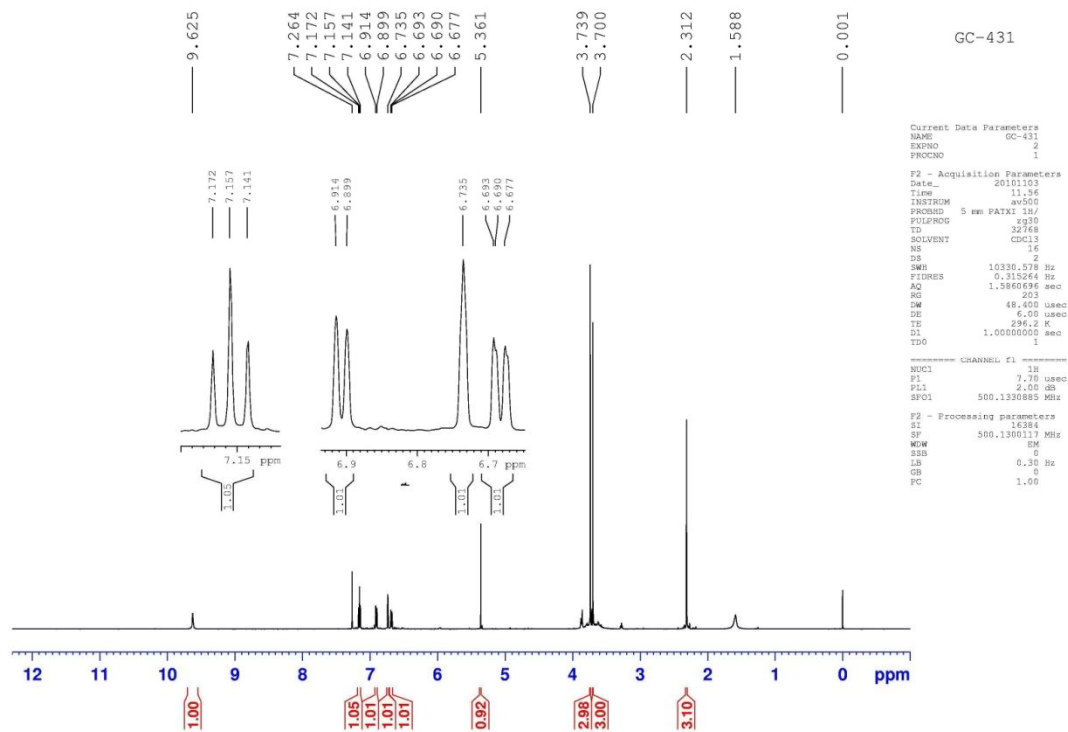 9.625
7.264
7.172
7.157
7.141
6.914
6.899
6.735
6.693
6.690
6.677
5.361
3.739
3.700
2.312
1.588
0.001
GC-431
Current Data Parameters
NAME GC-431
EXPNO 2
PROCNO 1
F2 - Acquisition Parameters
Date_ 20101103
Time 11.56
INSTRUM av500
PROBHD 5 mm PATXI 1H/
PULPROG zg30
TD 32768
SOLVENT CDCl3
NS 16
DS 2
SWH 10330.578 Hz
FIDRES 0.315264 Hz
AQ 1.5860696 sec
RG 203
DW 48.400 usec
DE 6.00 usec
TE 296.2 K
D1 1.00000000 sec
TD0 1
======== CHANNEL f1 ========
NUC1 1H
P1 7.70 usec
PL1 2.00 dB
SFO1 500.1330885 MHz
F2 - Processing parameters
SI 16384
SF 500.1300117 MHz
WDW EM
SSB 0
LB 0.30 Hz
GB 0
PC 1.00
7.172
7.157
7.141
6.914
6.899
6.735
6.693
6.690
6.677
7.15 ppm
6.9 6.8 6.7 ppm
1.05
1.01
1.01
1.01
12 11 10 9 8 7 6 5 4 3 2 1 0 ppm
1.00
1.05
1.01
1.01
1.01
0.92
2.98
3.00
3.10